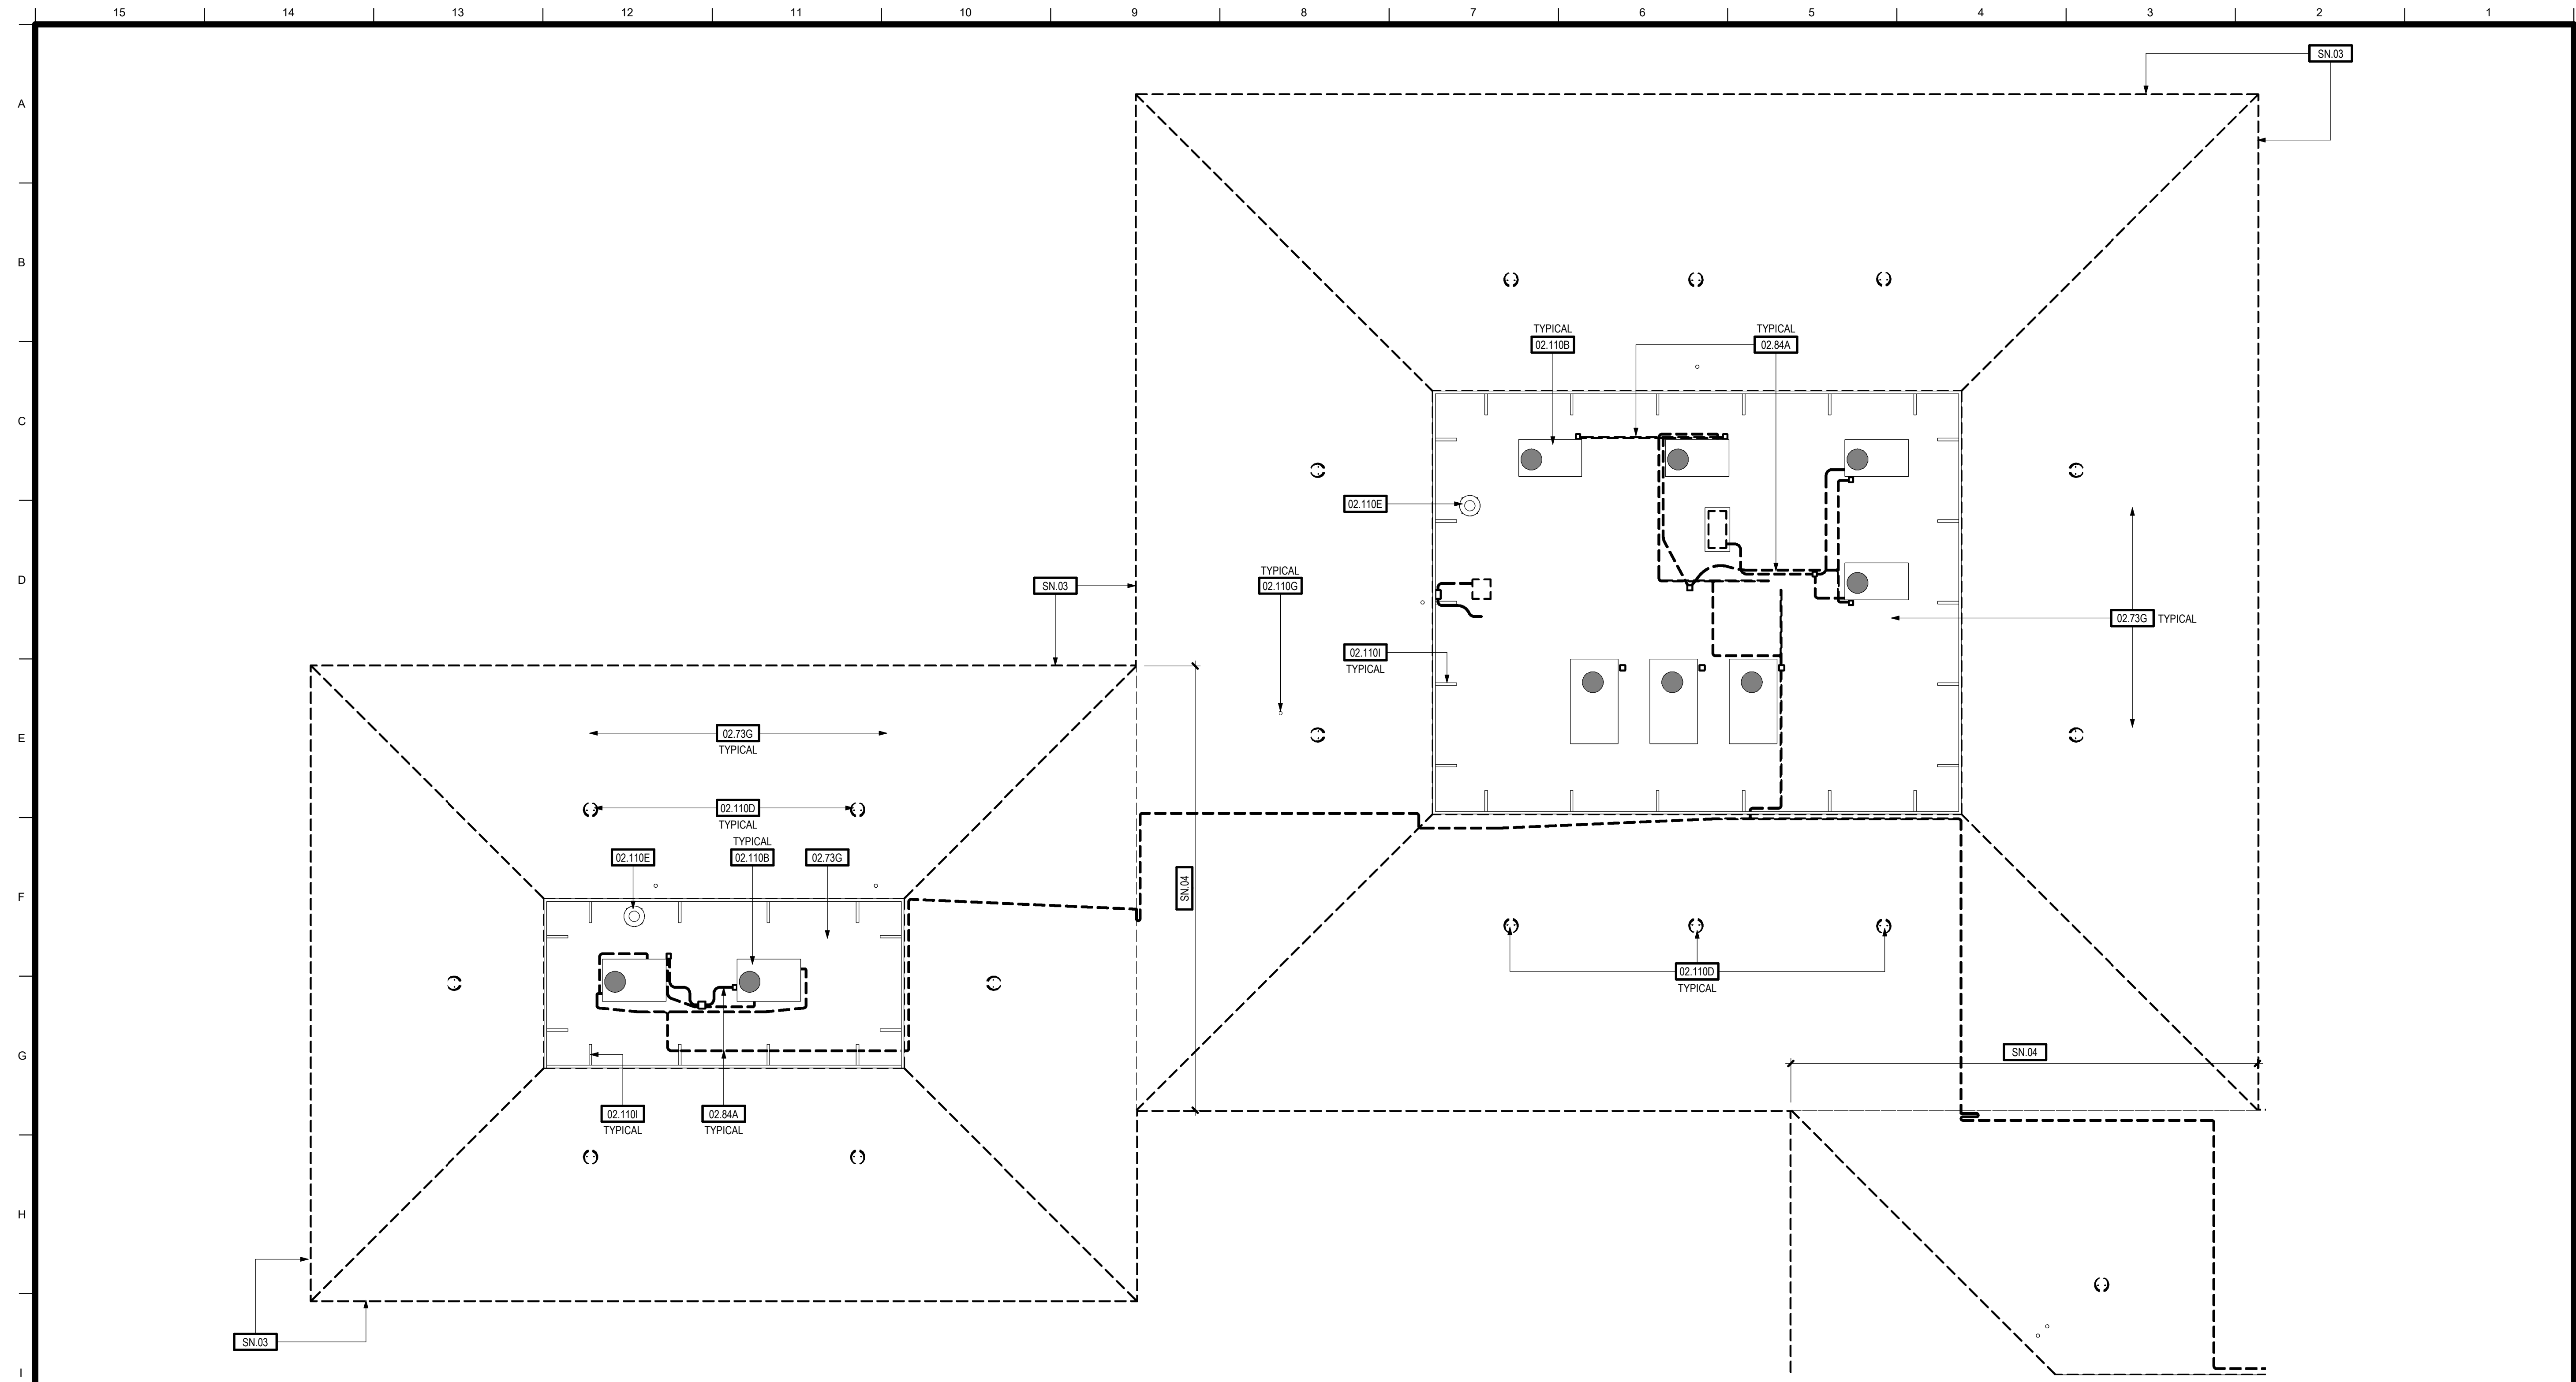 15 14 13 12 11 10 9 8 7 6 5 4 3 2 1
SN.03
A
B
TYPICAL
02.110B
TYPICAL
02.84A
C
02.110E
D
SN.03
TYPICAL
02.110G
02.73G TYPICAL
02.110I
TYPICAL
E
02.73G
TYPICAL
02.110D
TYPICAL
02.110E
TYPICAL
02.110B
02.73G
F
SN.04
02.110D
TYPICAL
G
SN.04
02.110I
TYPICAL
02.84A
TYPICAL
H
SN.03
I